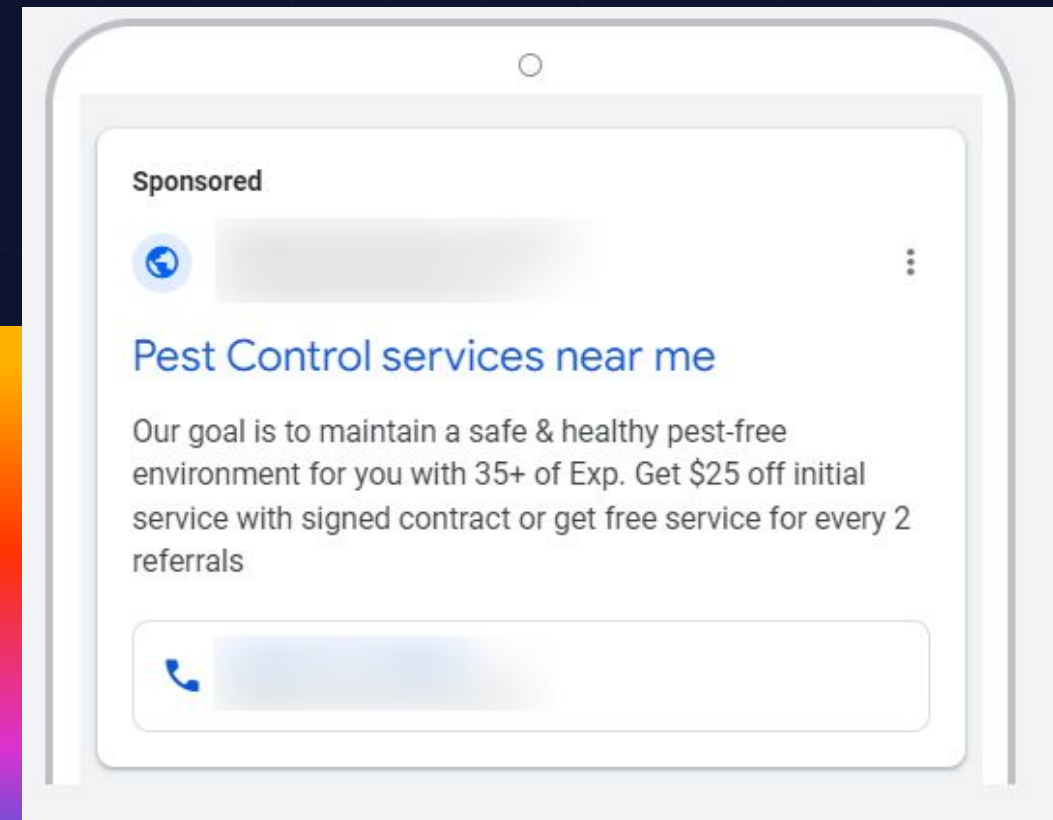 Sponsored
Pest Control services near me
Our goal is to maintain a safe & healthy pest-free
environment for you with 35+ of Exp. Get $25 off initial
service with signed contract or get free service for every 2
referrals